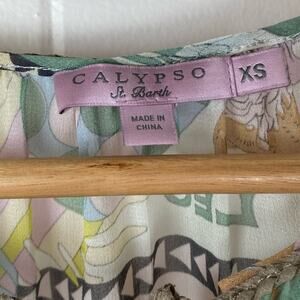 CALYPSO
St. Barth
XS
MADE IN
CHINA